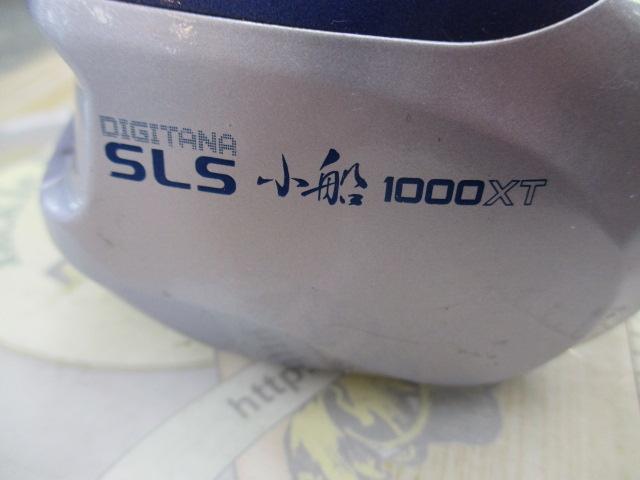 DIGITANA
SLS 小船 1000XT
http: